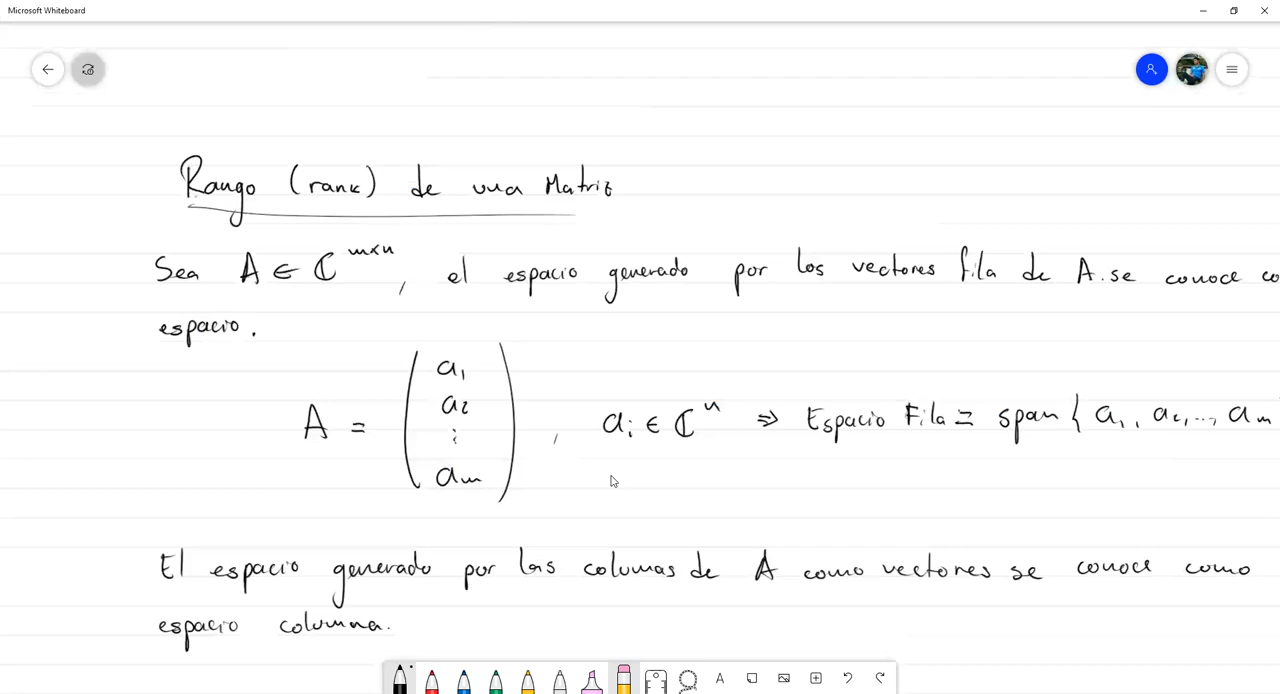 Microsoft Whiteboard
Rango (rank) de una Matriz
Sea A ∈ ℂ^{m×n}, el espacio generado por los vectores fila de A. se conoce co
espacio.
A = (a₁ a₂ ⋮ aₘ), aᵢ ∈ ℂⁿ ⇒ Espacio Fila = span { a₁, a₂, ..., aₘ
El espacio generado por las columas de A como vectores se conoce como
espacio columna.